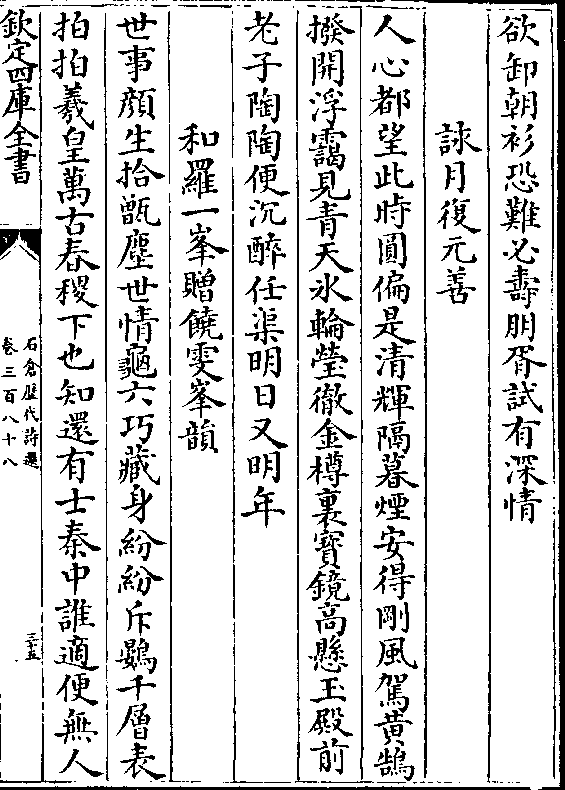 欲卸朝衫恐難必壽朋胥試有深情
詠月復元善
人心都望此時圓偏是清輝隔暮煙安得剛風駕黃鵠
撥開浮靄見青天冰輪瑩徹金樽裏寶鏡高懸玉殿前
老子陶陶便沉醉任渠明日又明年
和羅一峯贈饒雯峯韻
世事顔生拾甑塵世情龜六巧藏身紛紛斥鷃千層表
拍拍羲皇萬古春稷下也知還有士秦中誰適便無人
欽定四庫全書
石倉歴代詩選
卷三百八十八
三十五